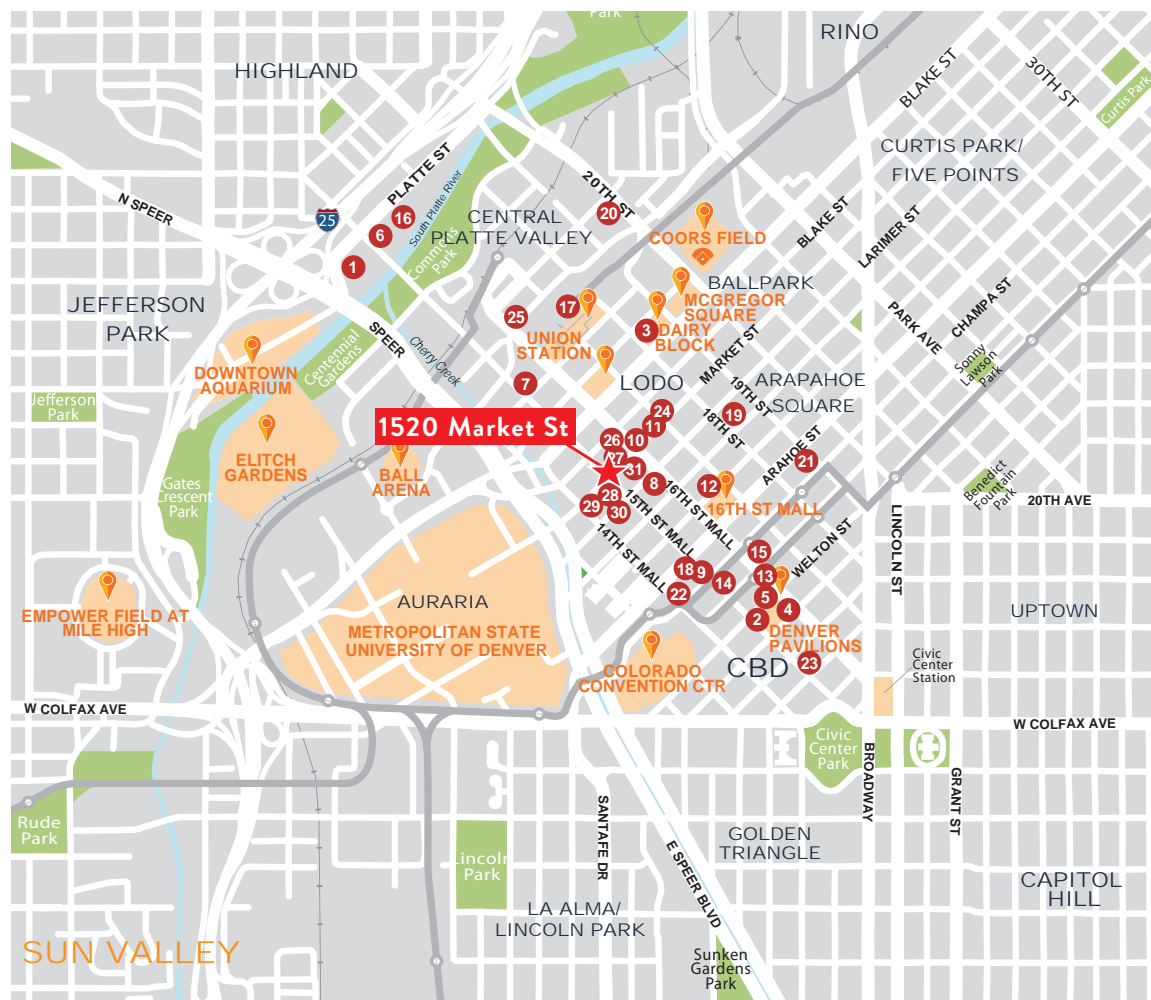 Park
RINO
HIGHLAND
BLAKE ST
30TH ST
Curtis Park
CURTIS PARK/
FIVE POINTS
PLATTE ST
South Platte River
20TH ST
N SPEER
25
16
6
1
20
CENTRAL
PLATTE VALLEY
Commons
Park
COORS FIELD
BLAKE ST
LARIMER ST
BALLPARK
MCGREGOR
SQUARE
CHAMPA ST
PARK AVE
JEFFERSON
PARK
17
25
3
DAIRY
BLOCK
UNION
STATION
MARKET ST
SPEER
Cherry Creek
Centennial
Gardens
DOWNTOWN
AQUARIUM
Sonny
Lawson
Park
7
LODO
19TH ST
ARAPAHOE
SQUARE
Jefferson
Park
24
11
19
18TH ST
1520 Market St
26
10
27
31
8
ARAHOE ST
21
ELITCH
GARDENS
BALL
ARENA
Gates
Crescent
Park
12
16TH ST MALL
16TH ST MALL
Benedict
Fountain
Park
20TH AVE
28
29
30
15TH ST MALL
14TH ST MALL
LINCOLN ST
WELTON ST
15
18
9
13
14
22
5
4
2
DENVER
PAVILIONS
EMPOWER FIELD AT
MILE HIGH
AURARIA
METROPOLITAN STATE
UNIVERSITY OF DENVER
UPTOWN
COLORADO
CONVENTION CTR
CBD
23
Civic
Center
Station
W COLFAX AVE
W COLFAX AVE
Civic
Center
Park
BROADWAY
GRANT ST
Rude
Park
SANTAFE DR
E SPEER BLVD
GOLDEN
TRIANGLE
Lincoln
Park
CAPITOL
HILL
LA ALMA/
LINCOLN PARK
SUN VALLEY
Sunken
Gardens
Park